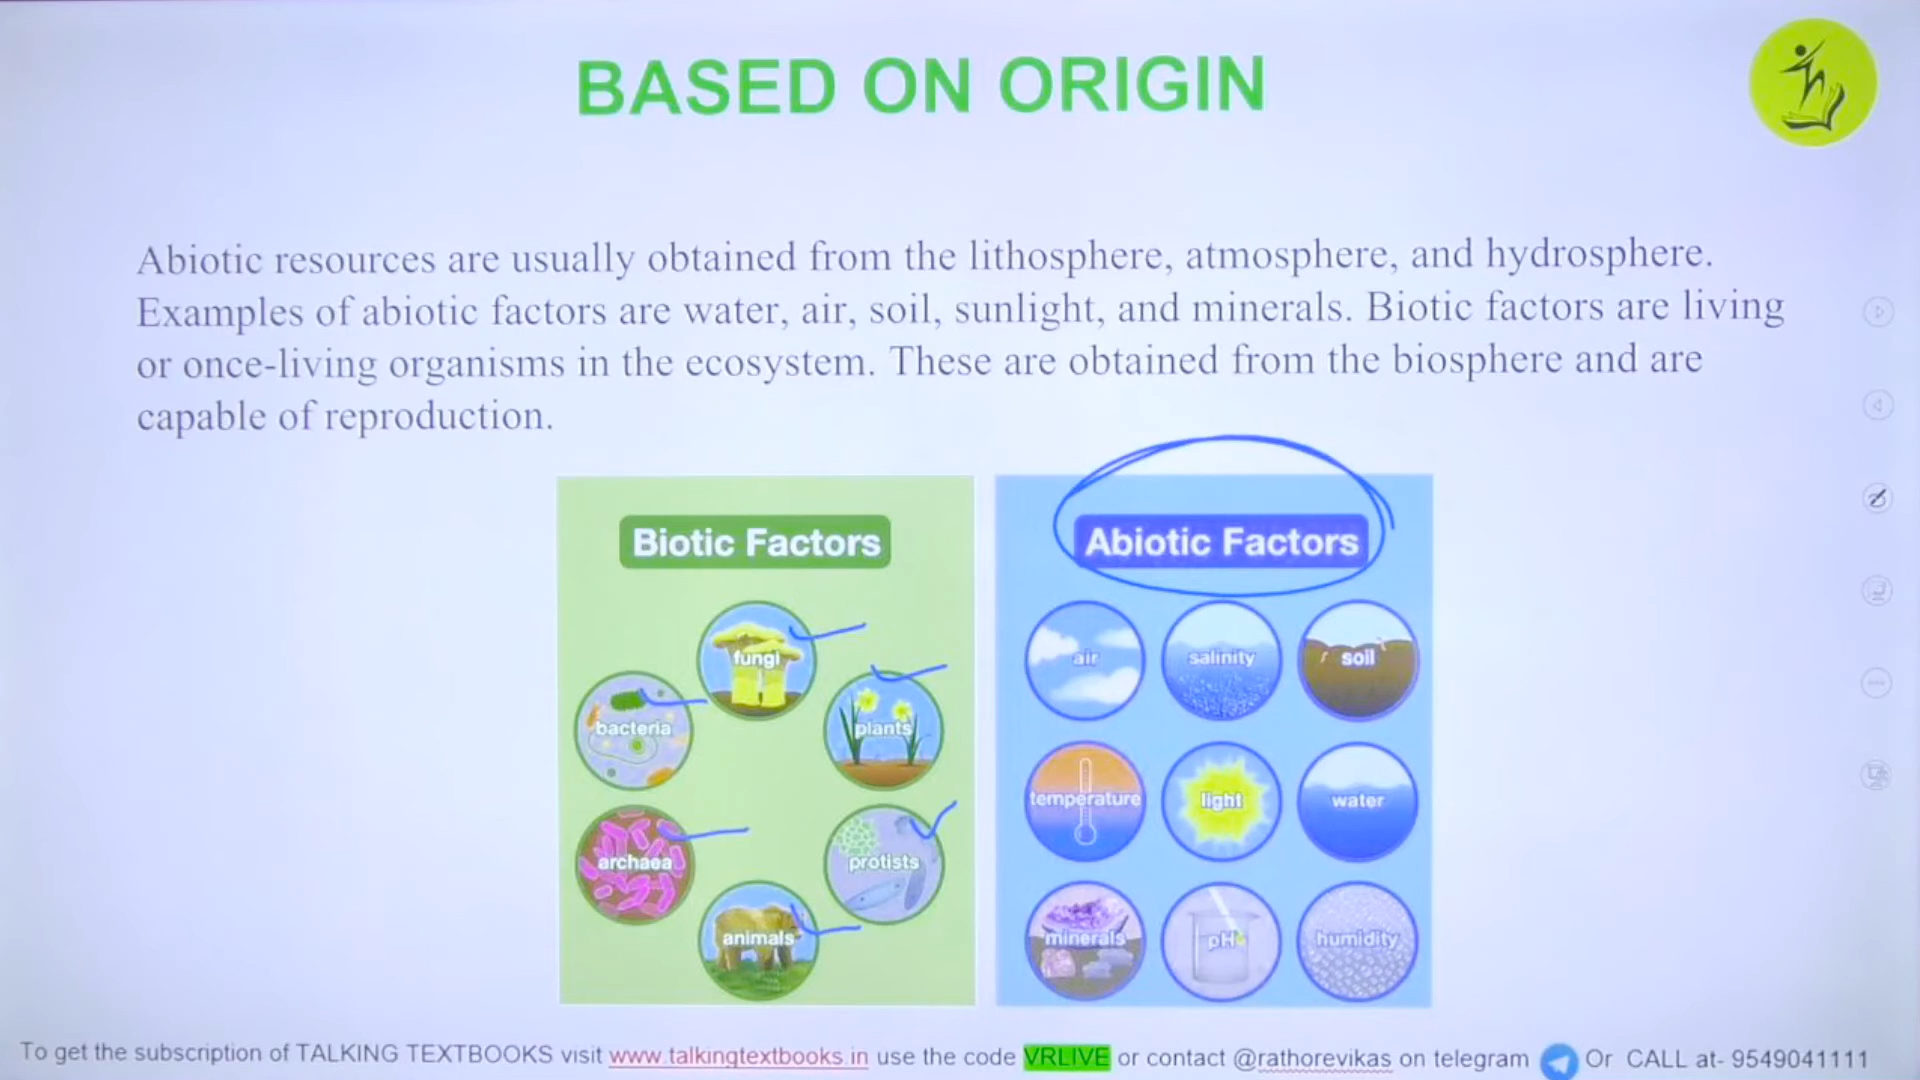 BASED ON ORIGIN
Abiotic resources are usually obtained from the lithosphere, atmosphere, and hydrosphere.
Examples of abiotic factors are water, air, soil, sunlight, and minerals. Biotic factors are living
or once-living organisms in the ecosystem. These are obtained from the biosphere and are
capable of reproduction.
Biotic Factors
fungi
bacteria
plants
archaea
protists
animals
Abiotic Factors
air
salinity
soil
temperature
light
water
minerals
pH
humidity
To get the subscription of TALKING TEXTBOOKS visit www.talkingtextbooks.in use the code VRLIVE or contact @rathorevikas on telegram Or CALL at- 9549041111